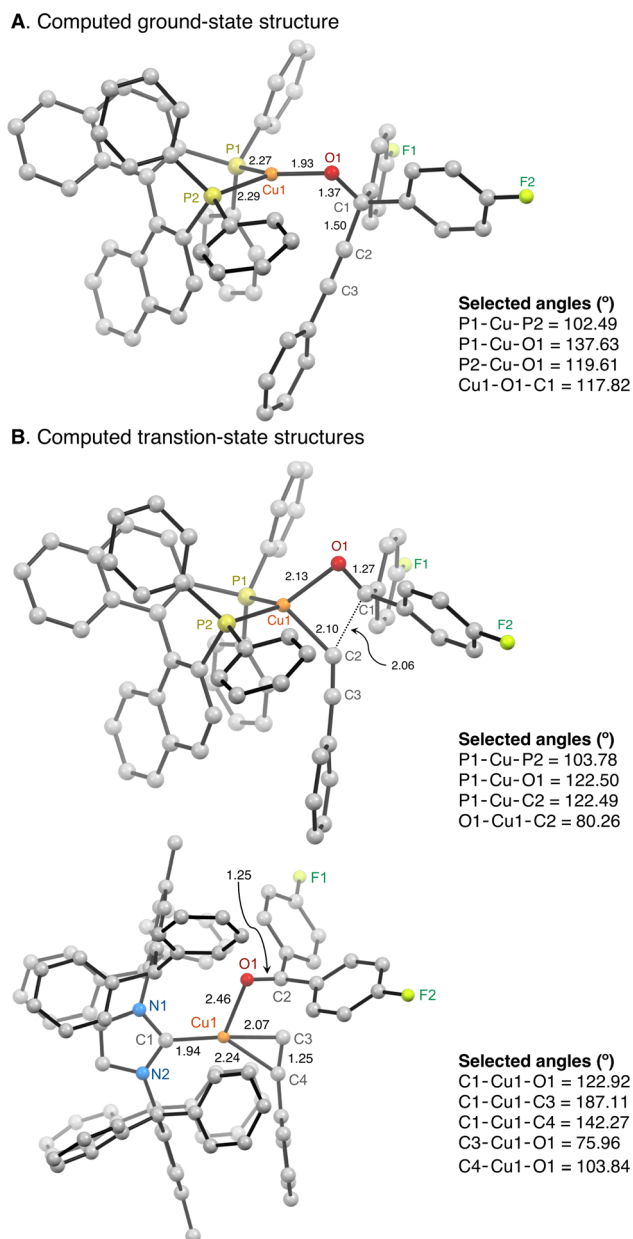 A. Computed ground-state structure
P1
2.27
1.93
O1
F1
F2
Cu1
1.37
P2
2.29
C1
1.50
C2
C3
Selected angles (º)
P1-Cu-P2 = 102.49
P1-Cu-O1 = 137.63
P2-Cu-O1 = 119.61
Cu1-O1-C1 = 117.82
B. Computed transtion-state structures
O1
1.27
F1
P1
2.13
C1
Cu1
P2
2.10
F2
C2
2.06
C3
Selected angles (º)
P1-Cu-P2 = 103.78
P1-Cu-O1 = 122.50
P1-Cu-C2 = 122.49
O1-Cu1-C2 = 80.26
1.25
F1
O1
C2
F2
2.46
N1
Cu1
2.07
C3
C1
1.94
2.24
1.25
C4
N2
Selected angles (º)
C1-Cu1-O1 = 122.92
C1-Cu1-C3 = 187.11
C1-Cu1-C4 = 142.27
C3-Cu1-O1 = 75.96
C4-Cu1-O1 = 103.84